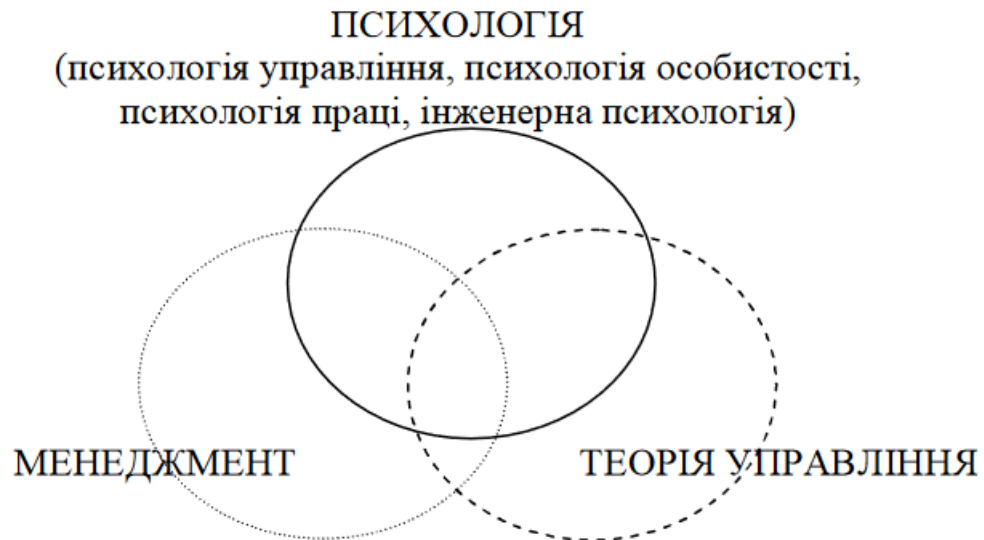 ПСИХОЛОГІЯ
(психологія управління, психологія особистості,
психологія праці, інженерна психологія)
МЕНЕДЖМЕНТ
ТЕОРІЯ УПРАВЛІННЯ